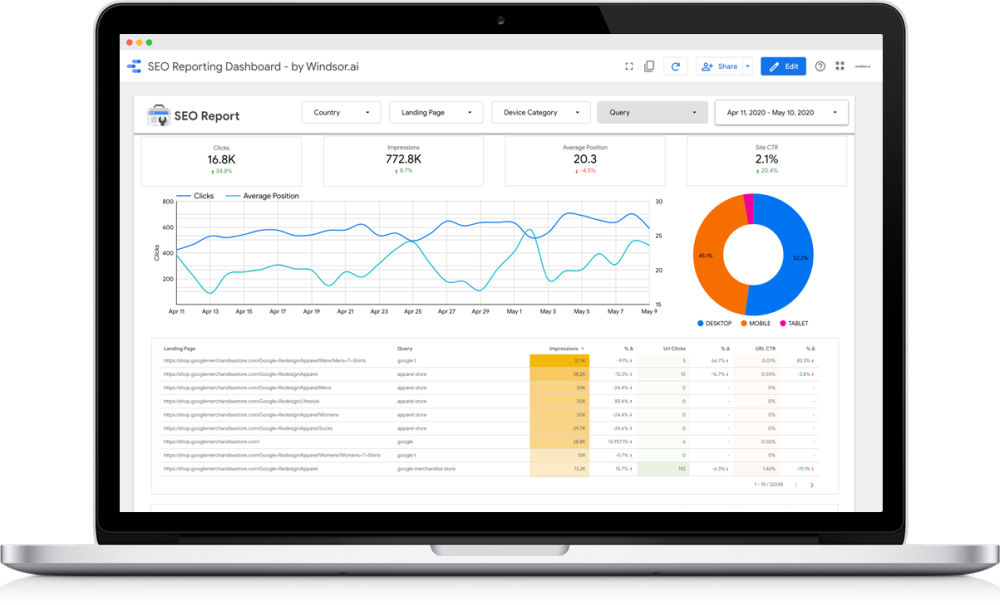 SEO Reporting Dashboard - by Windsor.ai
Share
Edit
SEO Report
Country
Landing Page
Device Category
Query
Apr 11, 2020 - May 10, 2020
Clicks
16.8K
34.8%
Impressions
772.8K
8.7%
Average Position
20.3
-4.5%
Site CTR
2.1%
20.4%
Clicks Average Position
800 30
600 25
400 20
200 15
Clicks
Apr 11 Apr 13 Apr 15 Apr 17 Apr 19 Apr 21 Apr 23 Apr 25 Apr 27 Apr 29 May 1 May 3 May 5 May 7 May 9
45.1%
52.2%
DESKTOP MOBILE TABLET
Landing Page Query Impressions % Δ Url Clicks % Δ URL CTR % Δ
https://shop.googlemerchandisestore.com/Google+Redesign/Apparel/Mens/Mens+T+Shirts google t -9.1% 5 66.7% 0.01% 83.3%
https://shop.googlemerchandisestore.com/Google+Redesign/Apparel apparel store 38.2K -13.3% 10 -16.7% 0.03% -3.8%
https://shop.googlemerchandisestore.com/Google+Redesign/Apparel/Mens apparel store 30K -24.4% 0 - 0% -
https://shop.googlemerchandisestore.com/Google+Redesign/Lifestyle apparel store 30K 83.4% 0 - 0% -
https://shop.googlemerchandisestore.com/Google+Redesign/Apparel/Womens apparel store 30K -24.4% 0 - 0% -
https://shop.googlemerchandisestore.com/Google+Redesign/Apparel/Socks apparel store 29.7K -24.6% 0 - 0% -
https://shop.googlemerchandisestore.com/ google 28.8K 6 - 0.02% -
https://shop.googlemerchandisestore.com/Google+Redesign/Apparel/Womens/Womens+T+Shirts google t 15K -5.7% 0 - 0% -
https://shop.googlemerchandisestore.com/Google+Redesign/Apparel google merchandise store 13.2K 15.7% 192 -6.3% 1.46% -19.1%
1 - 10 / 32248